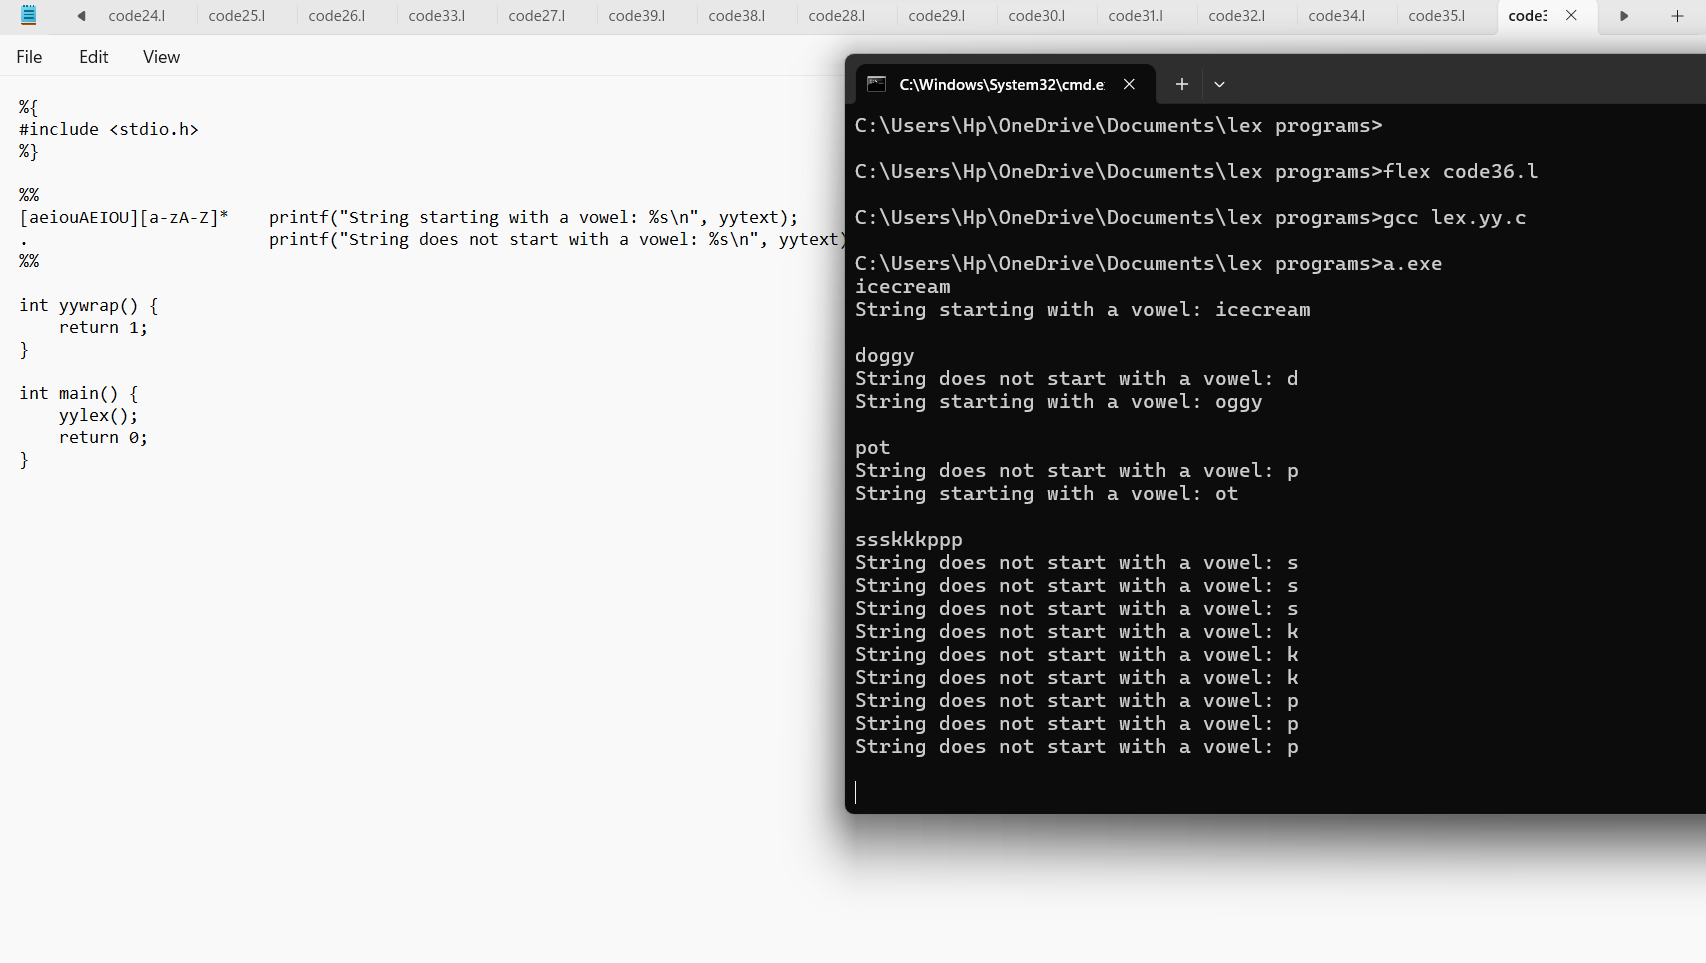 code24.l code25.l code26.l code33.l code27.l code39.l code38.l code28.l code29.l code30.l code31.l code32.l code34.l code35.l code3
File Edit View
%{
#include <stdio.h>
%}
%%
[aeiouAEIOU][a-zA-Z]*    printf("String starting with a vowel: %s\n", yytext);
.                        printf("String does not start with a vowel: %s\n", yytext)
%%
int yywrap() {
    return 1;
}
int main() {
    yylex();
    return 0;
}
C:\Windows\System32\cmd.e
C:\Users\Hp\OneDrive\Documents\lex programs>
C:\Users\Hp\OneDrive\Documents\lex programs>flex code36.l
C:\Users\Hp\OneDrive\Documents\lex programs>gcc lex.yy.c
C:\Users\Hp\OneDrive\Documents\lex programs>a.exe
icecream
String starting with a vowel: icecream
doggy
String does not start with a vowel: d
String starting with a vowel: oggy
pot
String does not start with a vowel: p
String starting with a vowel: ot
ssskkkppp
String does not start with a vowel: s
String does not start with a vowel: s
String does not start with a vowel: s
String does not start with a vowel: k
String does not start with a vowel: k
String does not start with a vowel: k
String does not start with a vowel: p
String does not start with a vowel: p
String does not start with a vowel: p